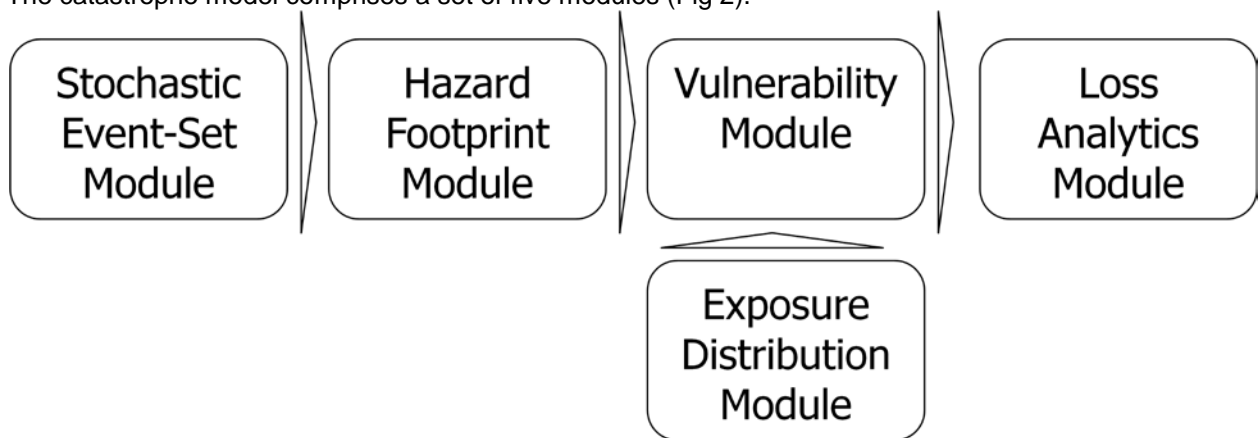 The catastrophe model comprises a set of five modules (Fig 2).
Stochastic
Event-Set
Module
Hazard
Footprint
Module
Vulnerability
Module
Loss
Analytics
Module
Exposure
Distribution
Module